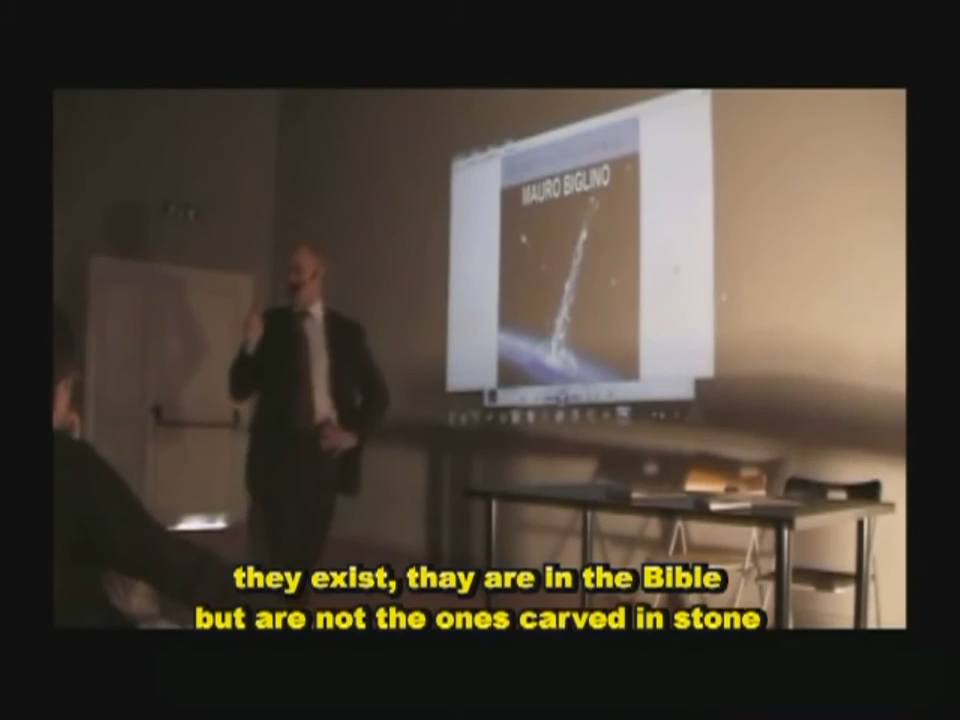 MAURO BIGLINO
they exist, thay are in the Bible
but are not the ones carved in stone